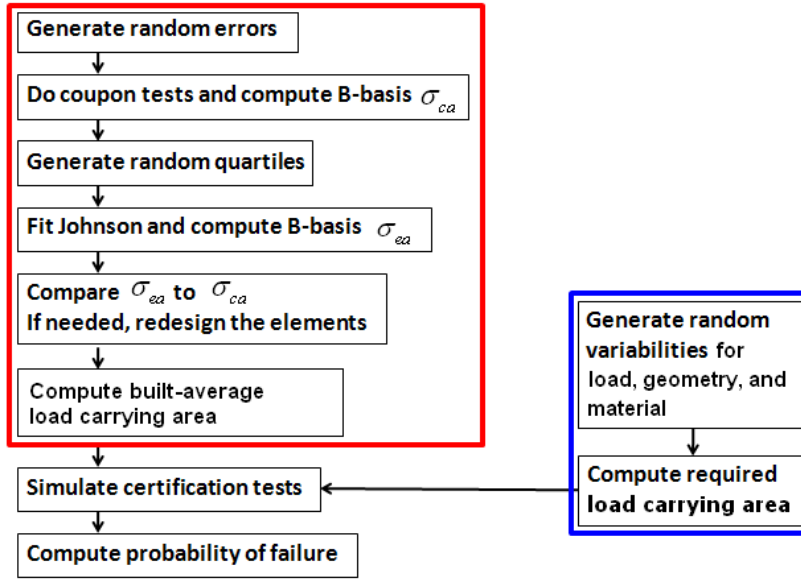 Generate random errors
Do coupon tests and compute B-basis σca
Generate random quartiles
Fit Johnson and compute B-basis σea
Compare σea to σca
If needed, redesign the elements
Compute built-average
load carrying area
Simulate certification tests
Compute probability of failure
Generate random
variabilities for
load, geometry, and
material
Compute required
load carrying area